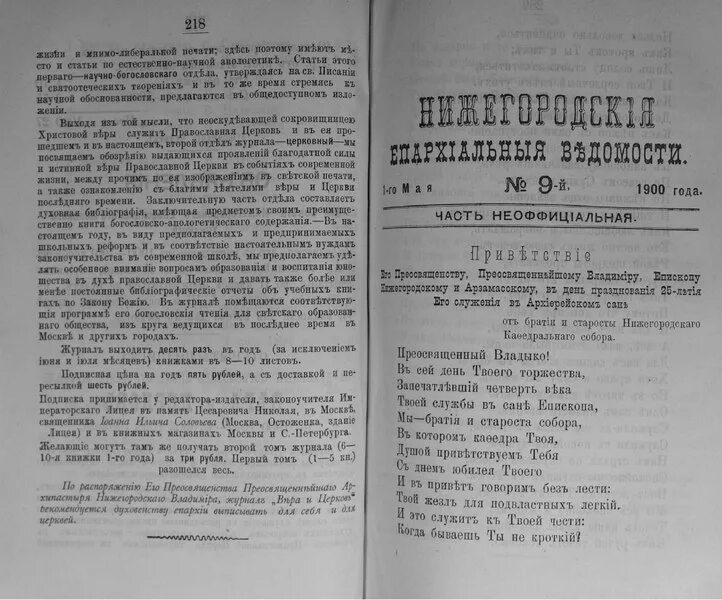 218
жизни и мнимо-либеральной печати; здѣсь поэтому имѣютъ мѣ-
сто и статьи по естественно-научной апологетикѣ. Статьи этого
перваго—научно-богословскаго отдѣла, утверждаясь на св. Писаніи
и святоотеческъ твореніяхъ и въ то же время стремясь къ
научной обоснованности, предлагаются въ общедоступномъ изло-
женіи.
Выходя изъ той мысли, что неоскудѣвающей сокровищницею
Христовой вѣры служитъ Православная Церковь и въ ея про-
шедшемъ и въ настоящемъ, второй отдѣлъ журнала—церковный—мы
посвящаемъ обозрѣнію выдающихся проявленій благодатной силы
и истинной вѣры Православной Церкви въ событіяхъ современной
жизни, между прочимъ по ея изображеніямъ въ свѣтской печати,
а также ознакомленію съ благими дѣятелями вѣры и Церкви
послѣдняго времени. Заключительную часть отдѣла составляетъ
духовная библіографія, имѣющая предметомъ своимъ преимуще-
ственно книги богословско-апологетическаго содержанія.—Въ на-
стоящемъ году, въ виду предполагаемыхъ и предпринимаемыхъ
школьныхъ реформъ и въ соотвѣтствіе настоятельнымъ нуждамъ
законоучительства въ современной школѣ, мы предполагаемъ удѣ-
лять особенное вниманіе вопросамъ образованія и воспитанія юно-
шества въ духѣ православной Церкви и давать также болѣе или
менѣе постоянные библіографическіе отчеты объ учебныхъ кни-
гахъ по Закону Божію. Въ журналѣ помѣщаются соотвѣтствую-
щія программѣ его богословскія чтенія для свѣтскаго образован-
наго общества, изъ круга ведущихся въ послѣднее время въ
Москвѣ и другихъ городахъ.
Журналъ выходитъ десять разъ въ годъ (за исключеніемъ
іюня и іюля мѣсяцевъ) книжками въ 8—10 листовъ.
Подписная цѣна на годъ пять рублей, а съ доставкой и пе-
ресылкой шесть рублей.
Подписка принимается у редактора-издателя, законоучителя Им-
ператорскаго Лицея въ память Цесаревича Николая, въ Москвѣ,
священника Іоанна Ильича Соловьева (Москва, Остоженка, зданіе
Лицея) и въ книжныхъ магазинахъ Москвы и С.-Петербурга.
Желающіе могутъ тамъ же получать второй томъ журнала (6—
10-я книжки 1-го года) за три рубля. Первый томъ (1—5 кн.)
разошелся весь.
По распоряженію Его Преосвященства Преосвященнѣйшаго Ар-
хипастыря Нижегородскаго Владиміра, журналъ „Вѣра и Церковь"
рекомендуется духовенству епархіи выписывать для себя и для
церквей.
НИЖЕГОРОДСКІЯ
ЕПАРХІАЛЬНЫЯ ВѢДОМОСТИ.
1-го Мая № 9-й. 1900 года.
ЧАСТЬ НЕОФФИЦІАЛЬНАЯ.
Привѣтствіе
Его Преосвященству, Преосвященнѣйшему Владиміру, Епископу
Нижегородскому и Арзамасскому, въ день празднованія 25-лѣтія
Его служенія въ Архіерейскомъ санѣ
отъ братіи и старосты Нижегородскаго
Каѳедральнаго собора.
Преосвященный Владыко!
Въ сей день Твоего торжества,
Запечатлѣвшій четверть вѣка
Твоей службы въ санѣ Епископа,
Мы—братія и староста собора,
Въ которомъ каѳедра Твоя,
Душой привѣтствуемъ Тебя
Съ днемъ юбилея Твоего
И въ привѣтъ говоримъ безъ лести:
Твой жезлъ для подвластныхъ легкій.
И это служитъ къ Твоей чести:
Когда бываешь Ты не кроткій?